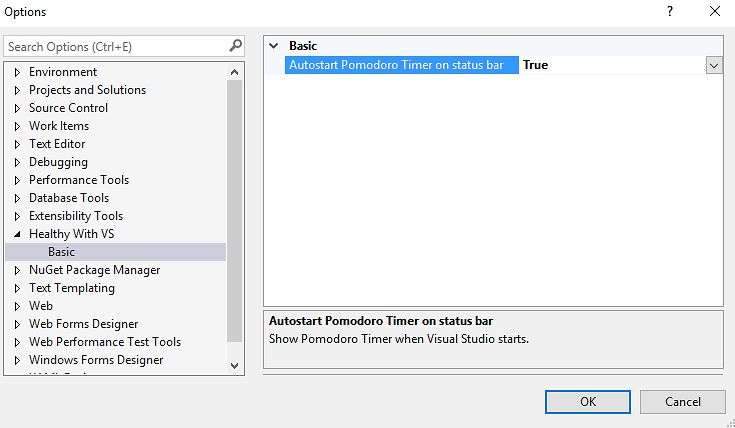 Options
Search Options (Ctrl+E)
Environment
Projects and Solutions
Source Control
Work Items
Text Editor
Debugging
Performance Tools
Database Tools
Extensibility Tools
Healthy With VS
Basic
NuGet Package Manager
Text Templating
Web
Web Forms Designer
Web Performance Test Tools
Windows Forms Designer
Basic
Autostart Pomodoro Timer on status bar True
Autostart Pomodoro Timer on status bar
Show Pomodoro Timer when Visual Studio starts.
OK
Cancel